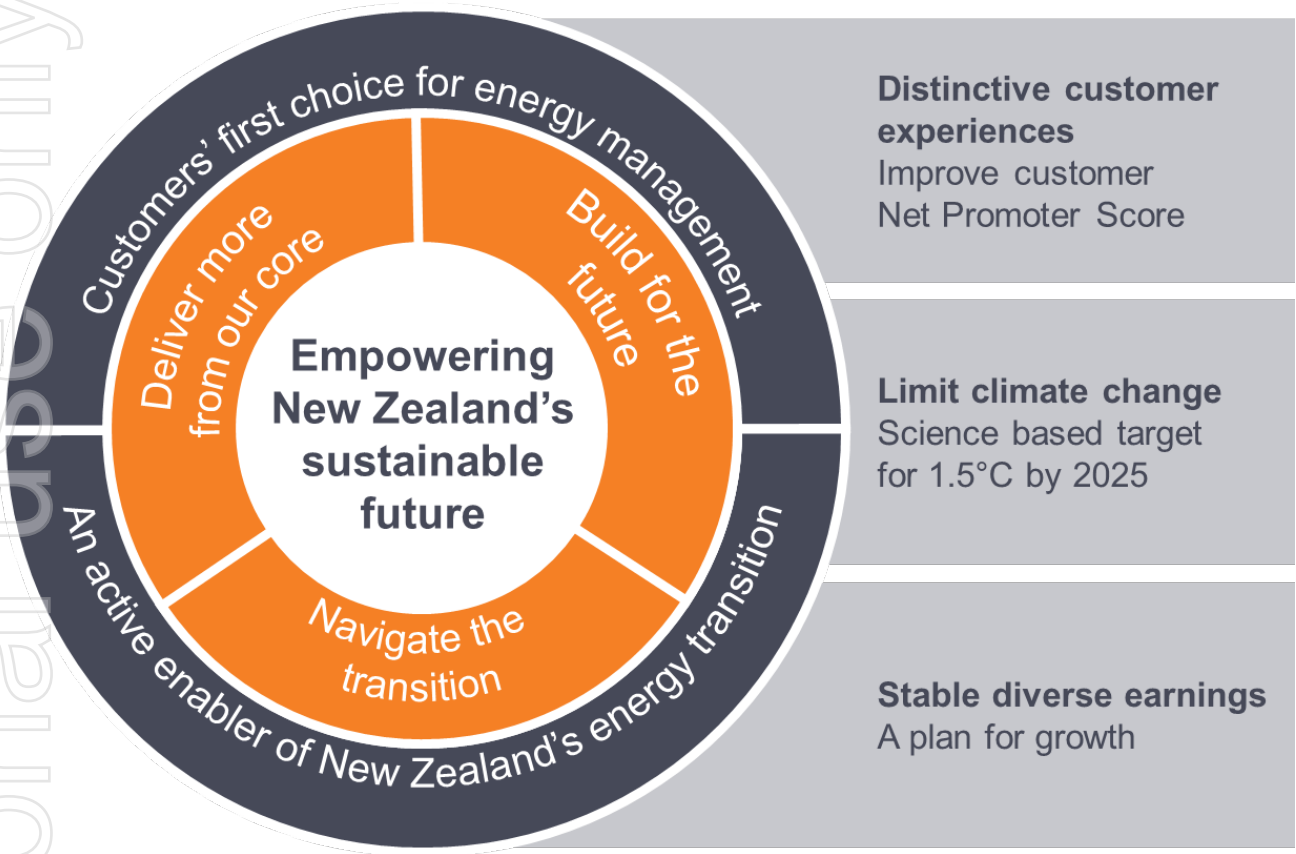 Customers’ first choice for energy management
Deliver more
from our core
Build for the
future
Empowering
New Zealand’s
sustainable
future
Navigate the
transition
An active enabler of New Zealand’s energy transition
Distinctive customer
experiences
Improve customer
Net Promoter Score
Limit climate change
Science based target
for 1.5°C by 2025
Stable diverse earnings
A plan for growth
use only